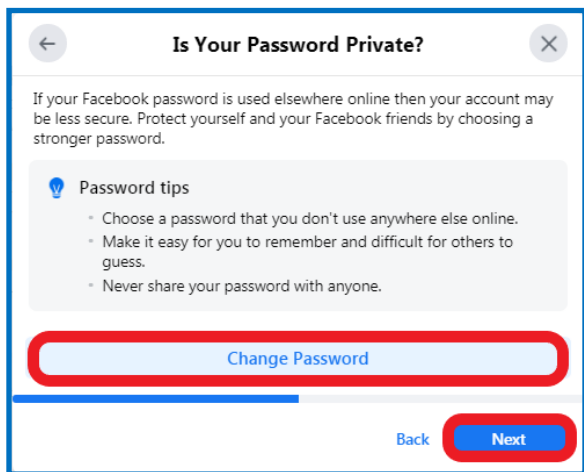 Is Your Password Private?
If your Facebook password is used elsewhere online then your account may
be less secure. Protect yourself and your Facebook friends by choosing a
stronger password.
Password tips
Choose a password that you don't use anywhere else online.
Make it easy for you to remember and difficult for others to
guess.
Never share your password with anyone.
Change Password
Back Next